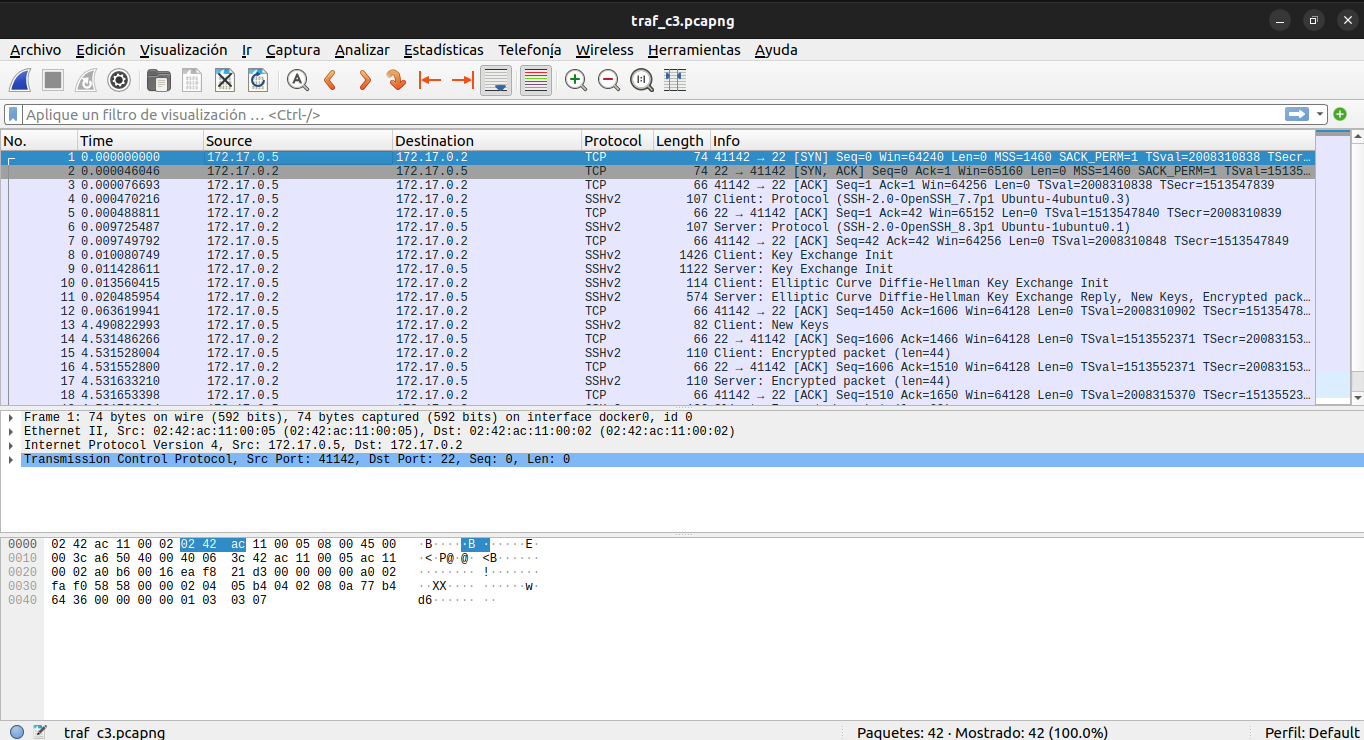 traf_c3.pcapng
Archivo Edición Visualización Ir Captura Analizar Estadísticas Telefonía Wireless Herramientas Ayuda
Aplique un filtro de visualización … <Ctrl-/>
No. Time Source Destination Protocol Length Info
1 0.000000000 172.17.0.5 172.17.0.2 TCP 74 41142 → 22 [SYN] Seq=0 Win=64240 Len=0 MSS=1460 SACK_PERM=1 TSval=2008310838 TSecr…
2 0.000046046 172.17.0.2 172.17.0.5 TCP 74 22 → 41142 [SYN, ACK] Seq=0 Ack=1 Win=65160 Len=0 MSS=1460 SACK_PERM=1 TSval=15135…
3 0.000076693 172.17.0.5 172.17.0.2 TCP 66 41142 → 22 [ACK] Seq=1 Ack=1 Win=64256 Len=0 TSval=2008310838 TSecr=1513547839
4 0.000470216 172.17.0.5 172.17.0.2 SSHv2 107 Client: Protocol (SSH-2.0-OpenSSH_7.7p1 Ubuntu-4ubuntu0.3)
5 0.000488811 172.17.0.2 172.17.0.5 TCP 66 22 → 41142 [ACK] Seq=1 Ack=42 Win=65152 Len=0 TSval=1513547840 TSecr=2008310839
6 0.009725487 172.17.0.2 172.17.0.5 SSHv2 107 Server: Protocol (SSH-2.0-OpenSSH_8.3p1 Ubuntu-1ubuntu0.1)
7 0.009749792 172.17.0.5 172.17.0.2 TCP 66 41142 → 22 [ACK] Seq=42 Ack=42 Win=64256 Len=0 TSval=2008310848 TSecr=1513547849
8 0.010080749 172.17.0.5 172.17.0.2 SSHv2 1426 Client: Key Exchange Init
9 0.011428611 172.17.0.2 172.17.0.5 SSHv2 1122 Server: Key Exchange Init
10 0.013560415 172.17.0.5 172.17.0.2 SSHv2 114 Client: Elliptic Curve Diffie-Hellman Key Exchange Init
11 0.020485954 172.17.0.2 172.17.0.5 SSHv2 574 Server: Elliptic Curve Diffie-Hellman Key Exchange Reply, New Keys, Encrypted pack…
12 0.063619941 172.17.0.5 172.17.0.2 TCP 66 41142 → 22 [ACK] Seq=1450 Ack=1606 Win=64128 Len=0 TSval=2008310902 TSecr=15135478…
13 4.490822993 172.17.0.5 172.17.0.2 SSHv2 82 Client: New Keys
14 4.531486266 172.17.0.2 172.17.0.5 TCP 66 22 → 41142 [ACK] Seq=1606 Ack=1466 Win=64128 Len=0 TSval=1513552371 TSecr=20083153…
15 4.531528004 172.17.0.5 172.17.0.2 SSHv2 110 Client: Encrypted packet (len=44)
16 4.531552800 172.17.0.2 172.17.0.5 TCP 66 22 → 41142 [ACK] Seq=1606 Ack=1510 Win=64128 Len=0 TSval=1513552371 TSecr=20083153…
17 4.531633210 172.17.0.2 172.17.0.5 SSHv2 110 Server: Encrypted packet (len=44)
18 4.531653398 172.17.0.5 172.17.0.2 TCP 66 41142 → 22 [ACK] Seq=1510 Ack=1650 Win=64128 Len=0 TSval=2008315370 TSecr=15135523…
Frame 1: 74 bytes on wire (592 bits), 74 bytes captured (592 bits) on interface docker0, id 0
Ethernet II, Src: 02:42:ac:11:00:05 (02:42:ac:11:00:05), Dst: 02:42:ac:11:00:02 (02:42:ac:11:00:02)
Internet Protocol Version 4, Src: 172.17.0.5, Dst: 172.17.0.2
Transmission Control Protocol, Src Port: 41142, Dst Port: 22, Seq: 0, Len: 0
0000 02 42 ac 11 00 02 02 42 ac 11 00 05 08 00 45 00 ·B·····B ······E·
0010 00 3c a6 50 40 00 40 06 3c 42 ac 11 00 05 ac 11 ·<·P@·@· <B······
0020 00 02 a0 b6 00 16 ea f8 21 d3 00 00 00 00 a0 02 ········ !·······
0030 fa f0 58 58 00 00 02 04 05 b4 04 02 08 0a 77 b4 ··XX···· ······w·
0040 64 36 00 00 00 00 01 03 03 07 d6······ ··
traf_c3.pcapng Paquetes: 42 · Mostrado: 42 (100.0%) Perfil: Default